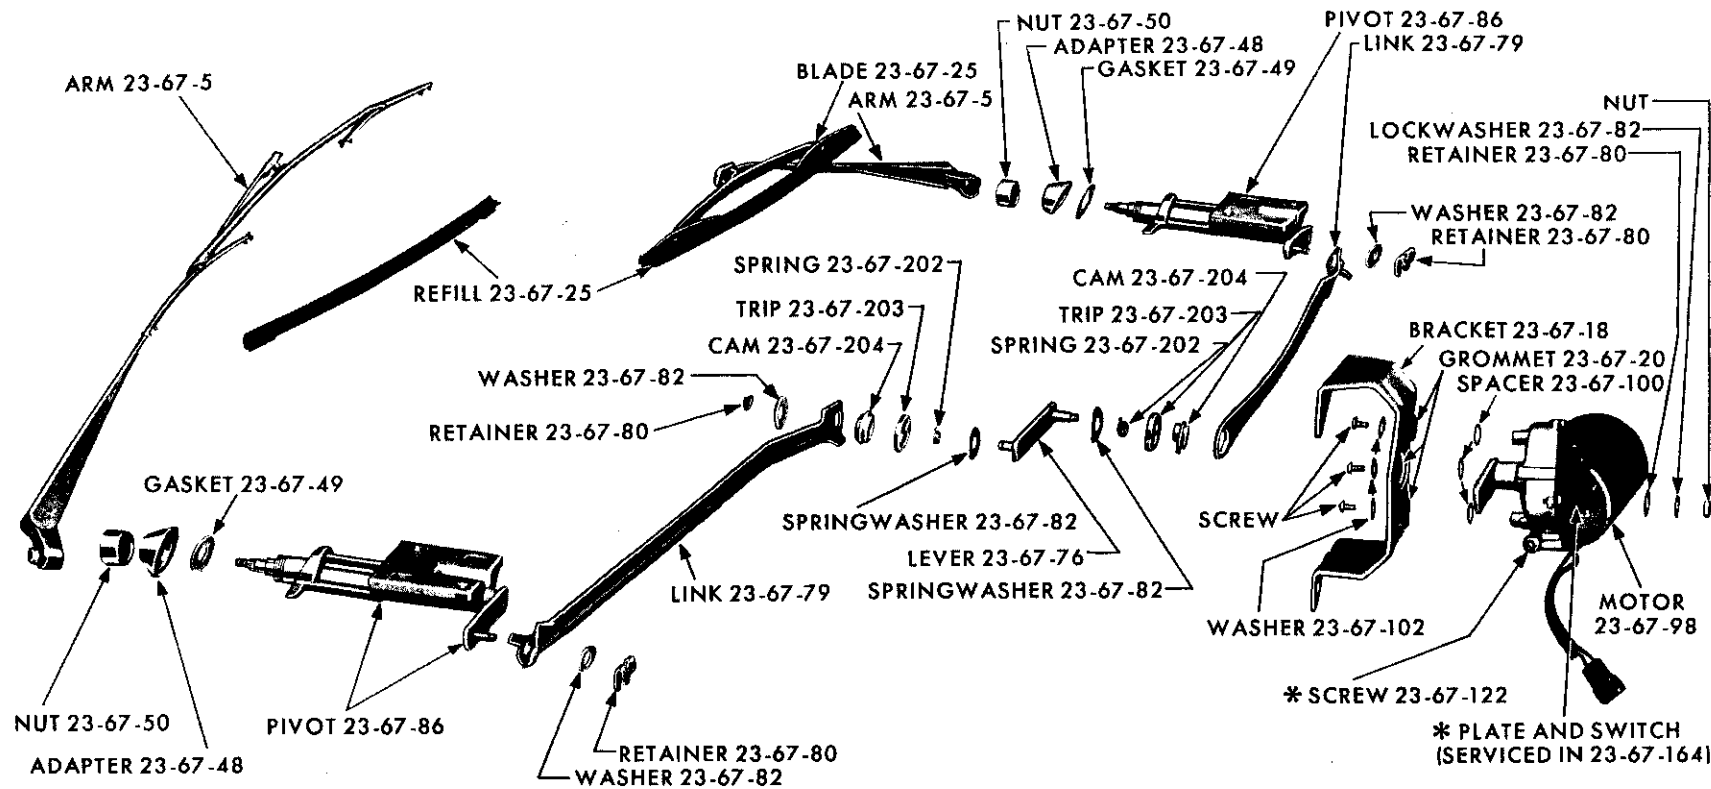 NUT 23-67-50
PIVOT 23-67-86
ADAPTER 23-67-48
LINK 23-67-79
GASKET 23-67-49
BLADE 23-67-25
ARM 23-67-5
ARM 23-67-5
NUT
LOCKWASHER 23-67-82
RETAINER 23-67-80
WASHER 23-67-82
RETAINER 23-67-80
SPRING 23-67-202
CAM 23-67-204
REFILL 23-67-25
TRIP 23-67-203
TRIP 23-67-203
CAM 23-67-204
SPRING 23-67-202
BRACKET 23-67-18
GROMMET 23-67-20
SPACER 23-67-100
WASHER 23-67-82
RETAINER 23-67-80
GASKET 23-67-49
SPRINGWASHER 23-67-82
SCREW
LEVER 23-67-76
LINK 23-67-79
SPRINGWASHER 23-67-82
MOTOR
23-67-98
WASHER 23-67-102
* SCREW 23-67-122
NUT 23-67-50
PIVOT 23-67-86
* PLATE AND SWITCH
(SERVICED IN 23-67-164)
RETAINER 23-67-80
ADAPTER 23-67-48
WASHER 23-67-82